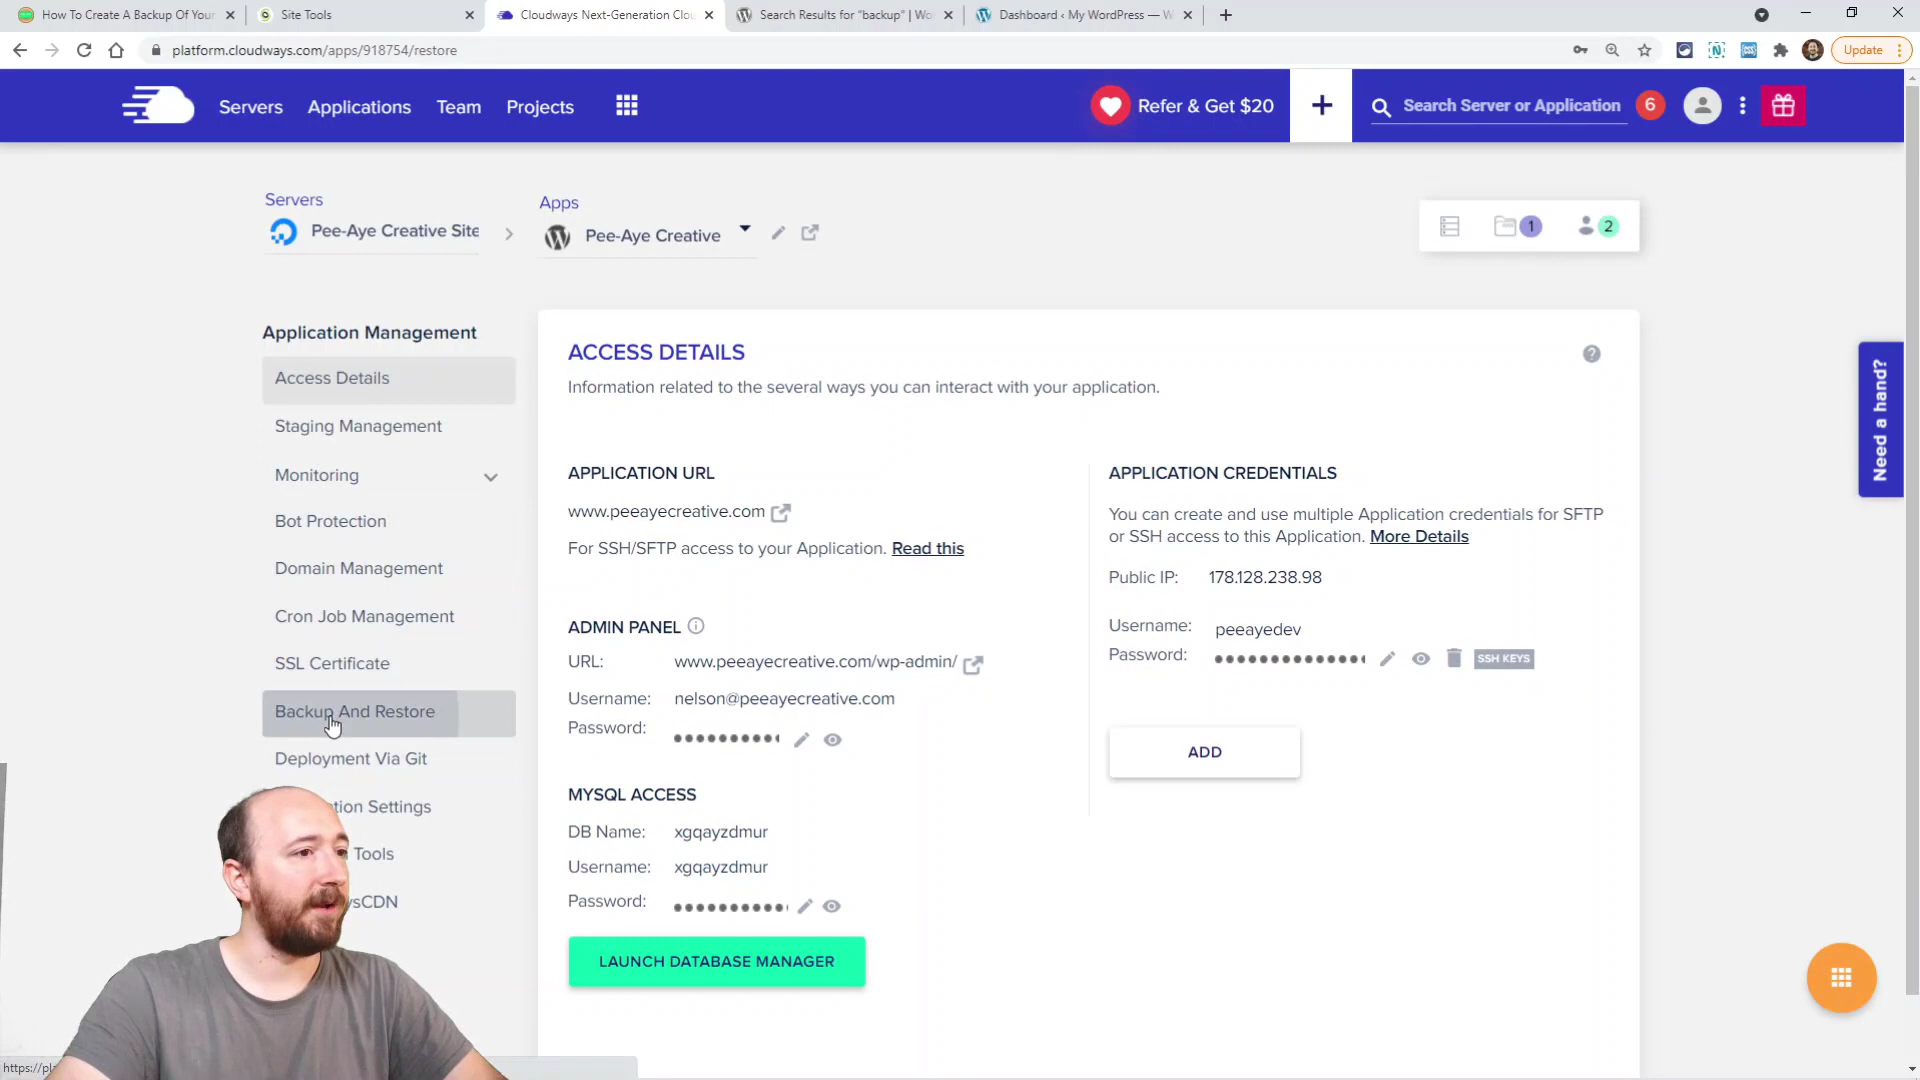 How To Create A Backup Of Your
Site Tools
Cloudways Next-Generation Clou
Search Results for "backup" | Wo
Dashboard ‹ My WordPress — W
platform.cloudways.com/apps/918754/restore
Update
Servers
Applications
Team
Projects
Refer & Get $20
Search Server or Application
6
Servers
Pee-Aye Creative Site
Apps
Pee-Aye Creative
1
2
Application Management
Access Details
Staging Management
Monitoring
Bot Protection
Domain Management
Cron Job Management
SSL Certificate
Backup And Restore
Deployment Via Git
tion Settings
Tools
sCDN
ACCESS DETAILS
Information related to the several ways you can interact with your application.
APPLICATION URL
www.peeayecreative.com
For SSH/SFTP access to your Application. Read this
ADMIN PANEL
URL: www.peeayecreative.com/wp-admin/
Username: nelson@peeayecreative.com
Password:
MYSQL ACCESS
DB Name: xgqayzdmur
Username: xgqayzdmur
Password:
LAUNCH DATABASE MANAGER
APPLICATION CREDENTIALS
You can create and use multiple Application credentials for SFTP
or SSH access to this Application. More Details
Public IP: 178.128.238.98
Username: peeayedev
Password:
SSH KEYS
ADD
Need a hand?
https://pla